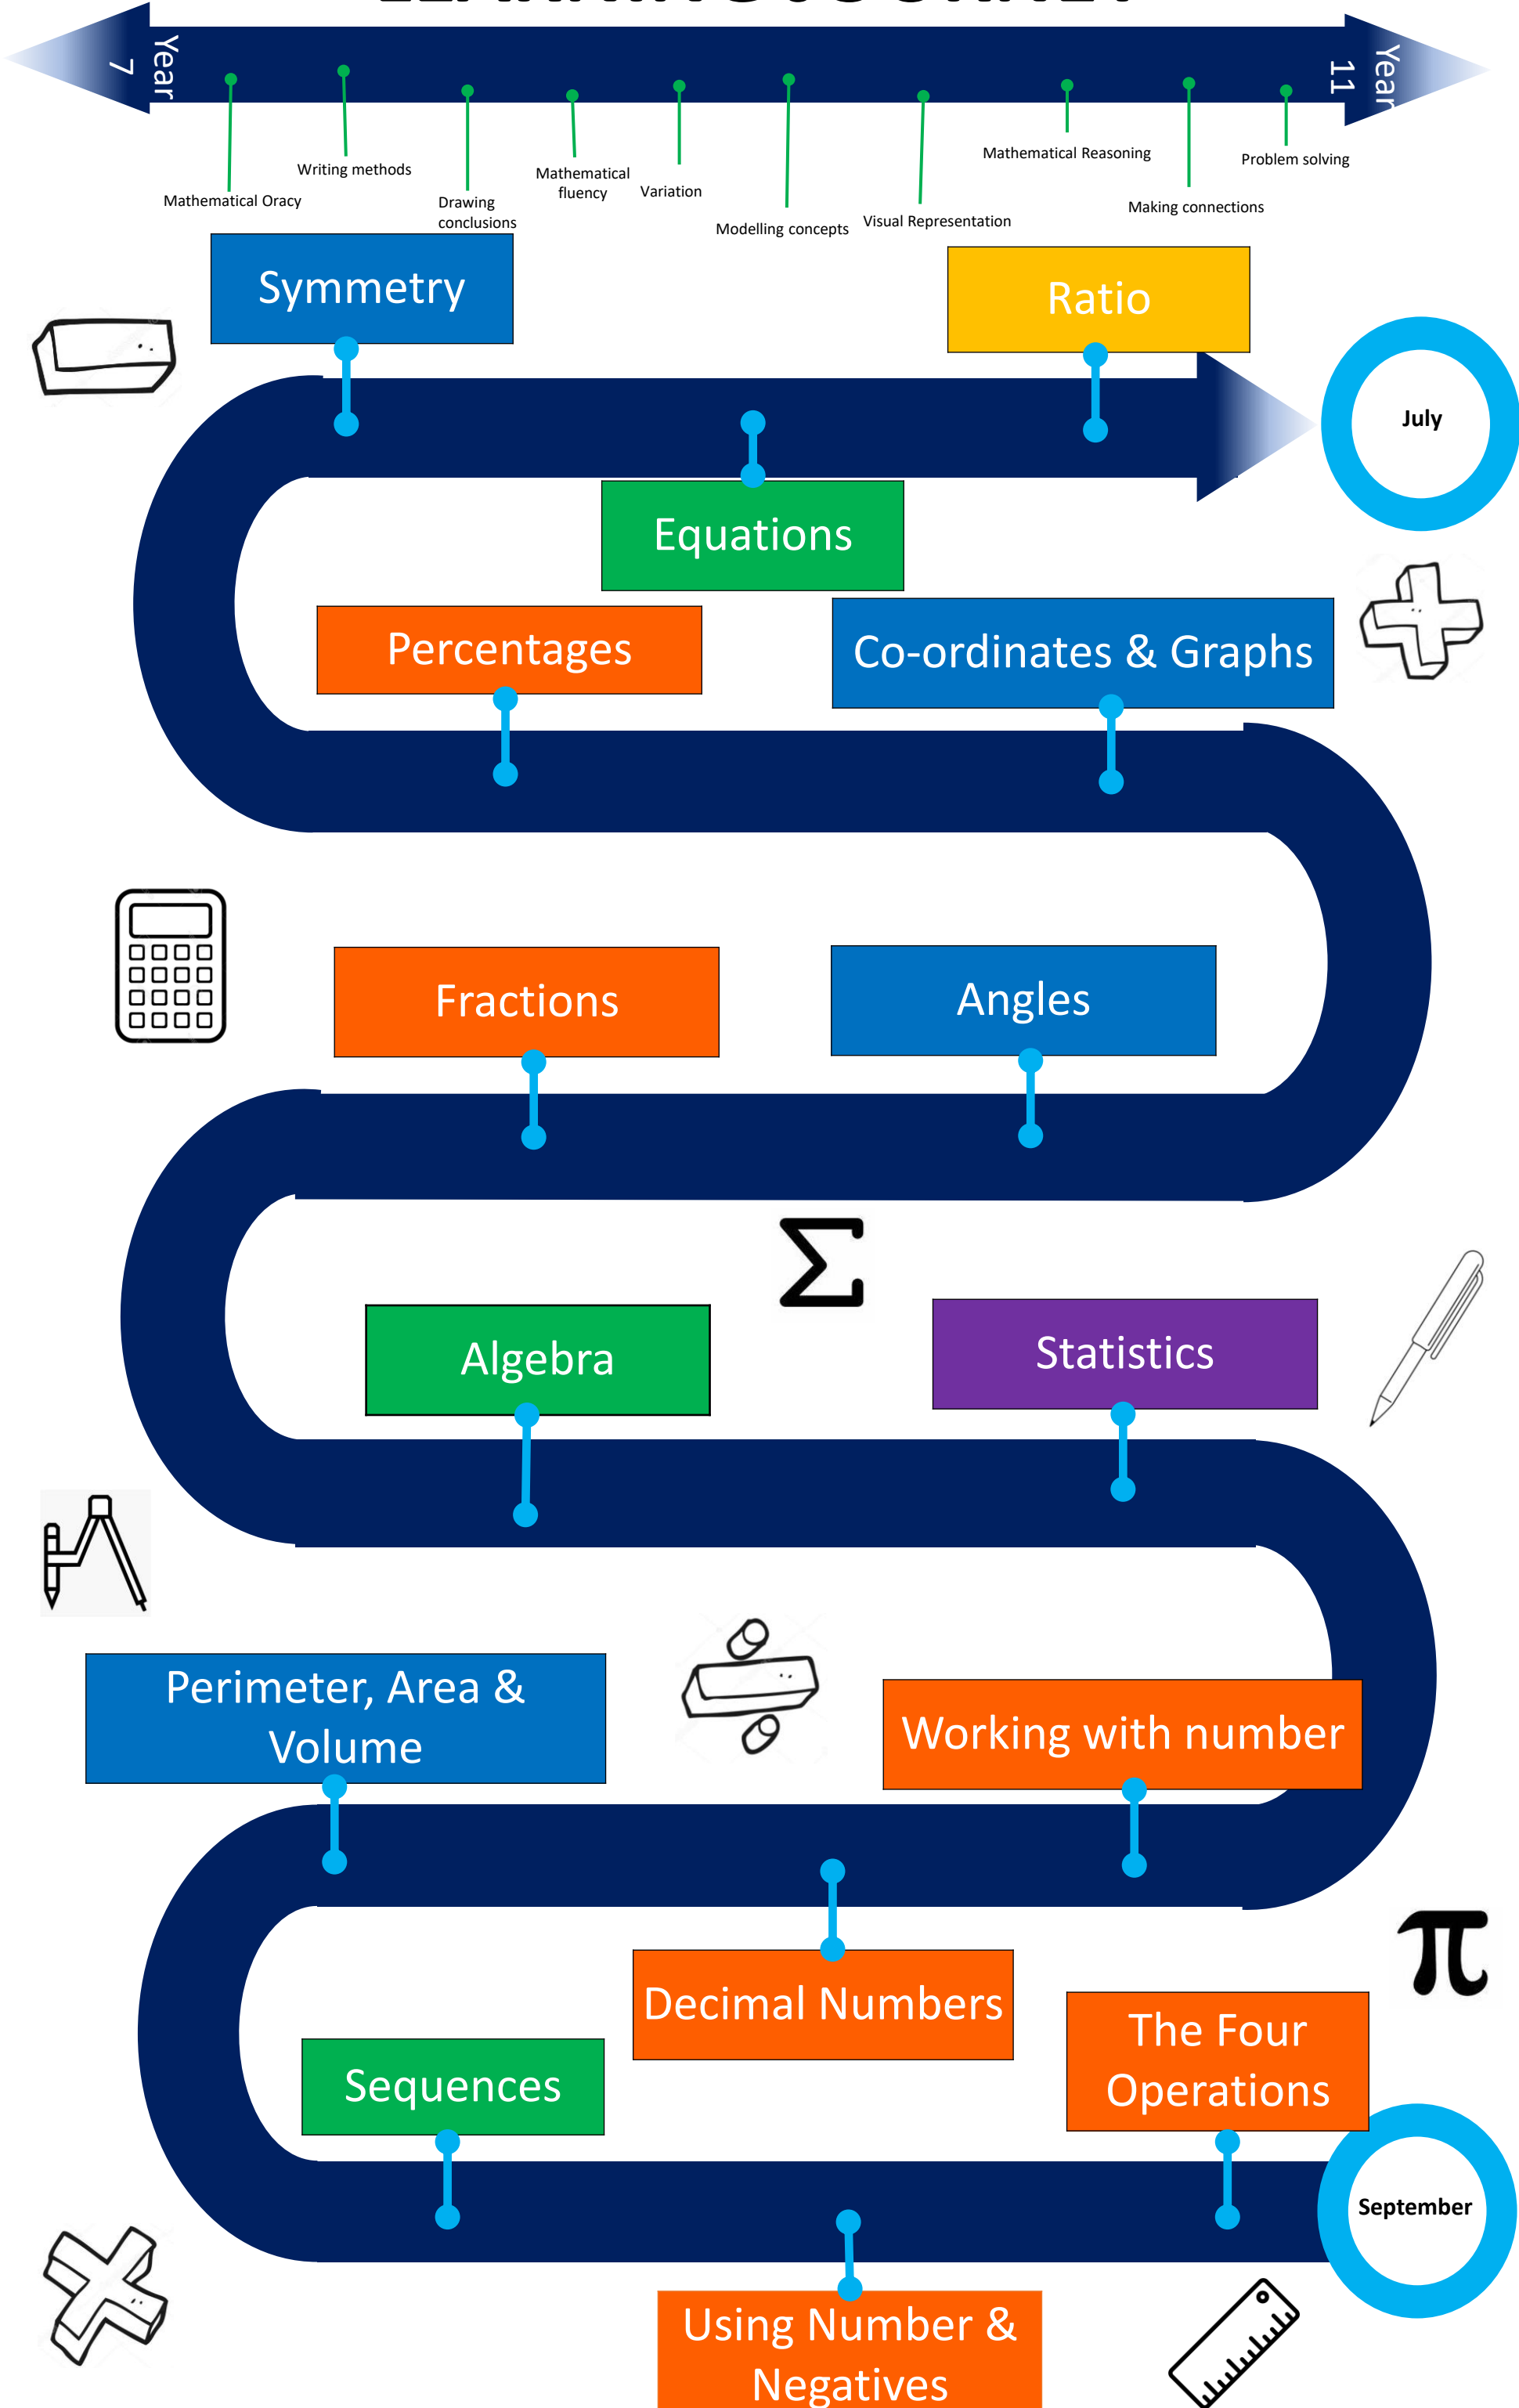 Year
7
Year
11
Mathematical Oracy
Writing methods
Drawing
conclusions
Mathematical
fluency
Variation
Modelling concepts
Visual Representation
Mathematical Reasoning
Making connections
Problem solving
Symmetry
Ratio
July
Equations
Percentages
Co-ordinates & Graphs
Fractions
Angles
Σ
Algebra
Statistics
Perimeter, Area &
Volume
Working with number
π
Decimal Numbers
The Four
Operations
Sequences
September
Using Number &
Negatives